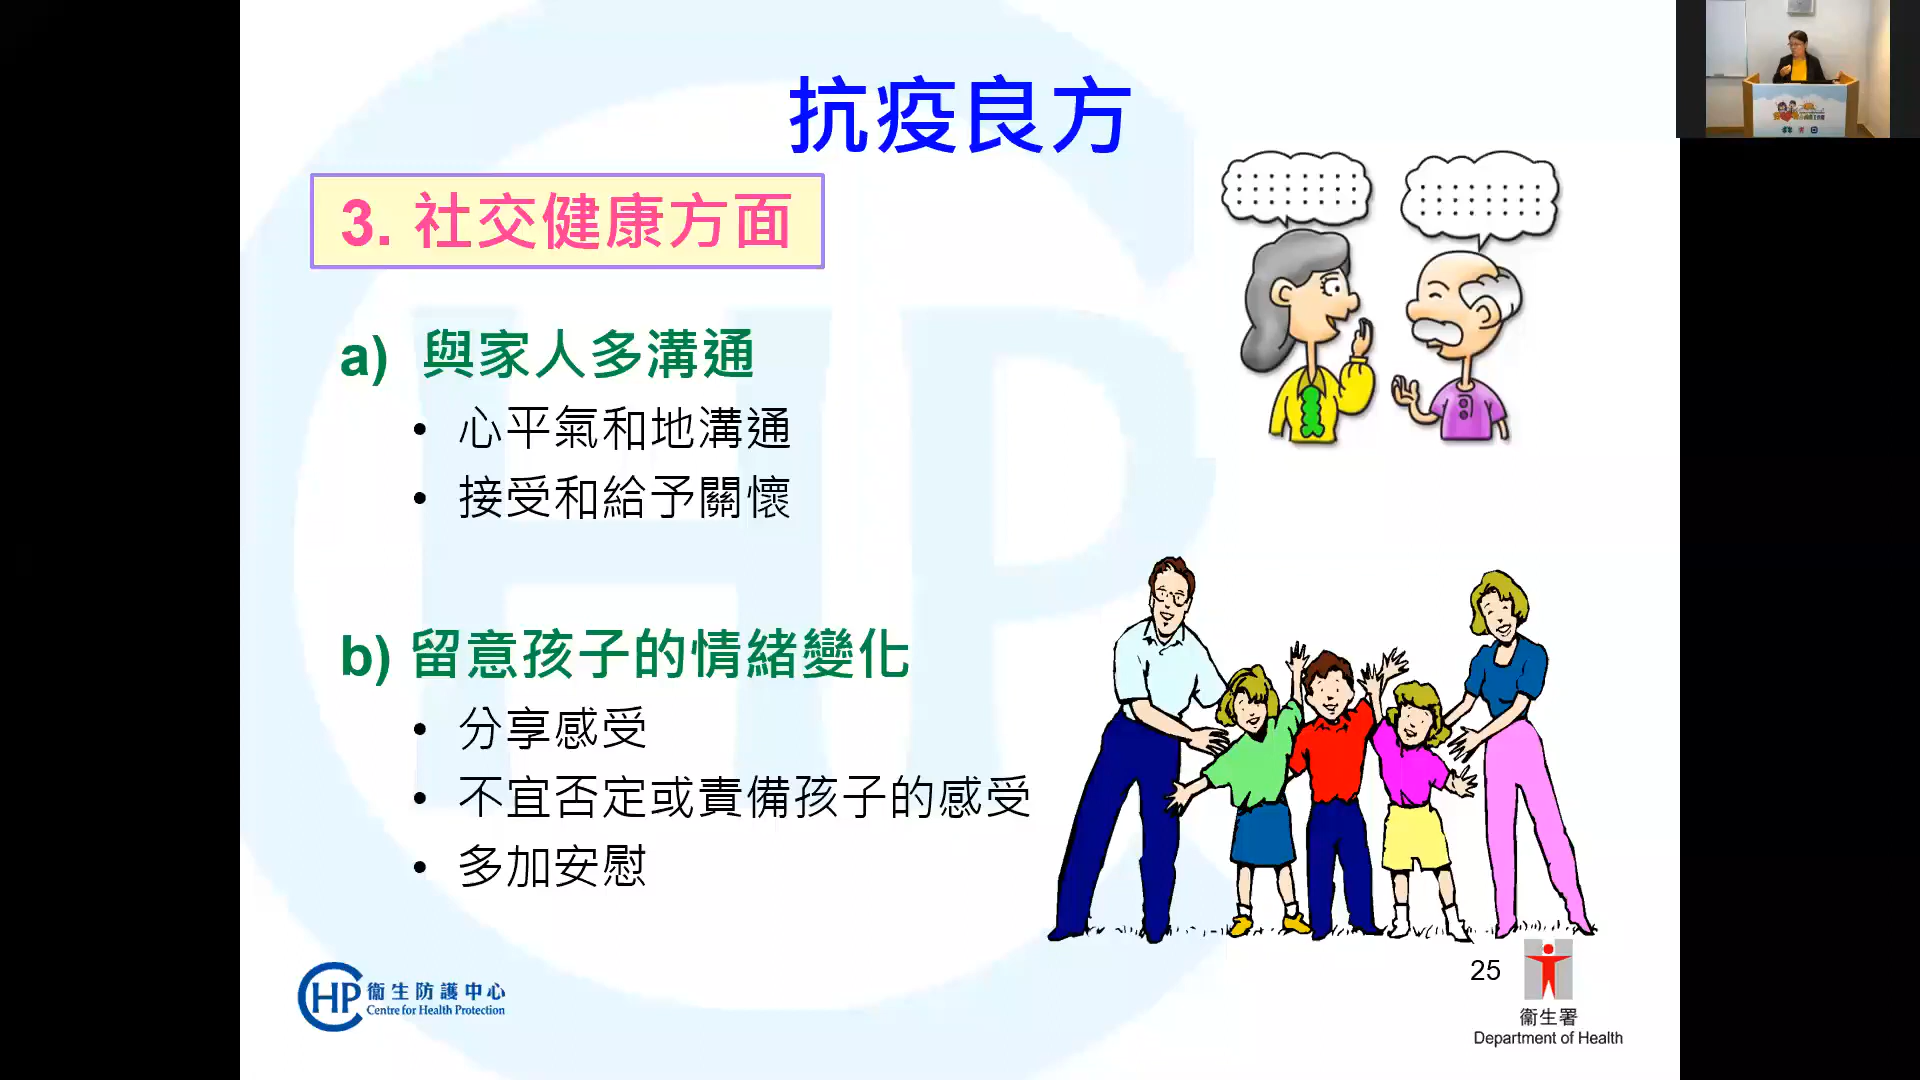 抗疫良方
3. 社交健康方面
a) 與家人多溝通
• 心平氣和地溝通
• 接受和給予關懷
b) 留意孩子的情緒變化
• 分享感受
• 不宜否定或責備孩子的感受
• 多加安慰
CHP 衞生防護中心
Centre for Health Protection
25
衞生署
Department of Health